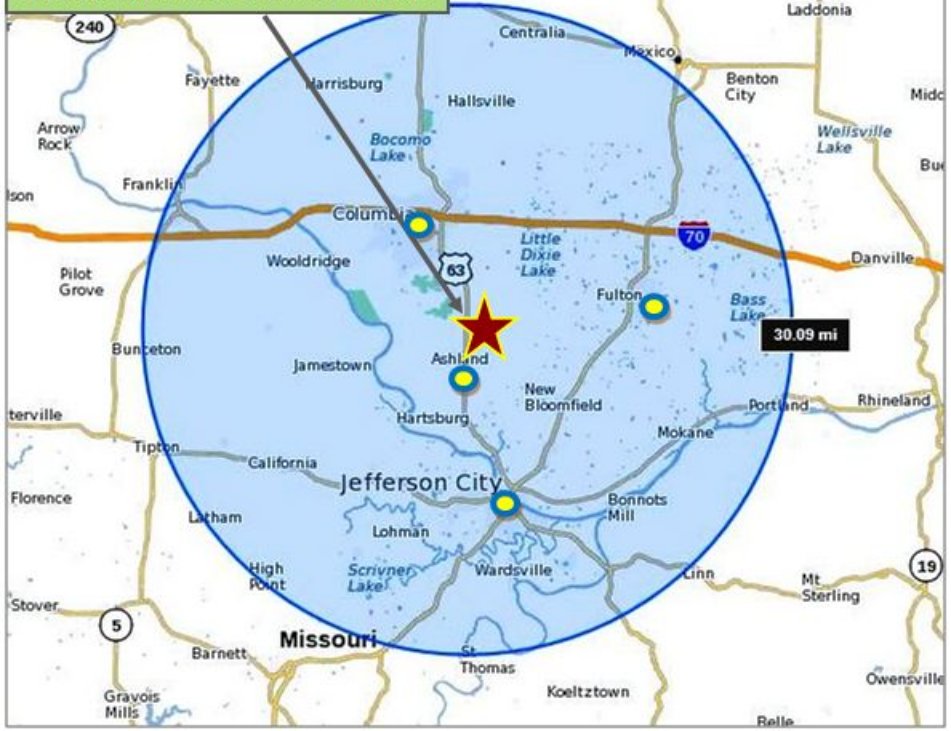 Laddonia
240
Centralia
Mexico
Fayette
Harrisburg
Benton
City
Hallsville
Arrow
Rock
Wellsville
Lake
Bocomo
Lake
Franklin
Columbia
70
Little
Dixie
Lake
Wooldridge
63
Danville
Pilot
Grove
Fulton
Bass
Lake
30.09 mi
Bunceton
Ashland
Jamestown
New
Bloomfield
Rhineland
Portland
Hartsburg
terville
Mokane
Tipton
California
Jefferson City
Florence
Bonnots
Mill
Latham
Lohman
High
Point
Scrivner
Lake
Wardsville
19
Linn
Mt
Sterling
Stover
5
Missouri
Barnett
St
Thomas
Owensville
Koeltztown
Gravois
Mills